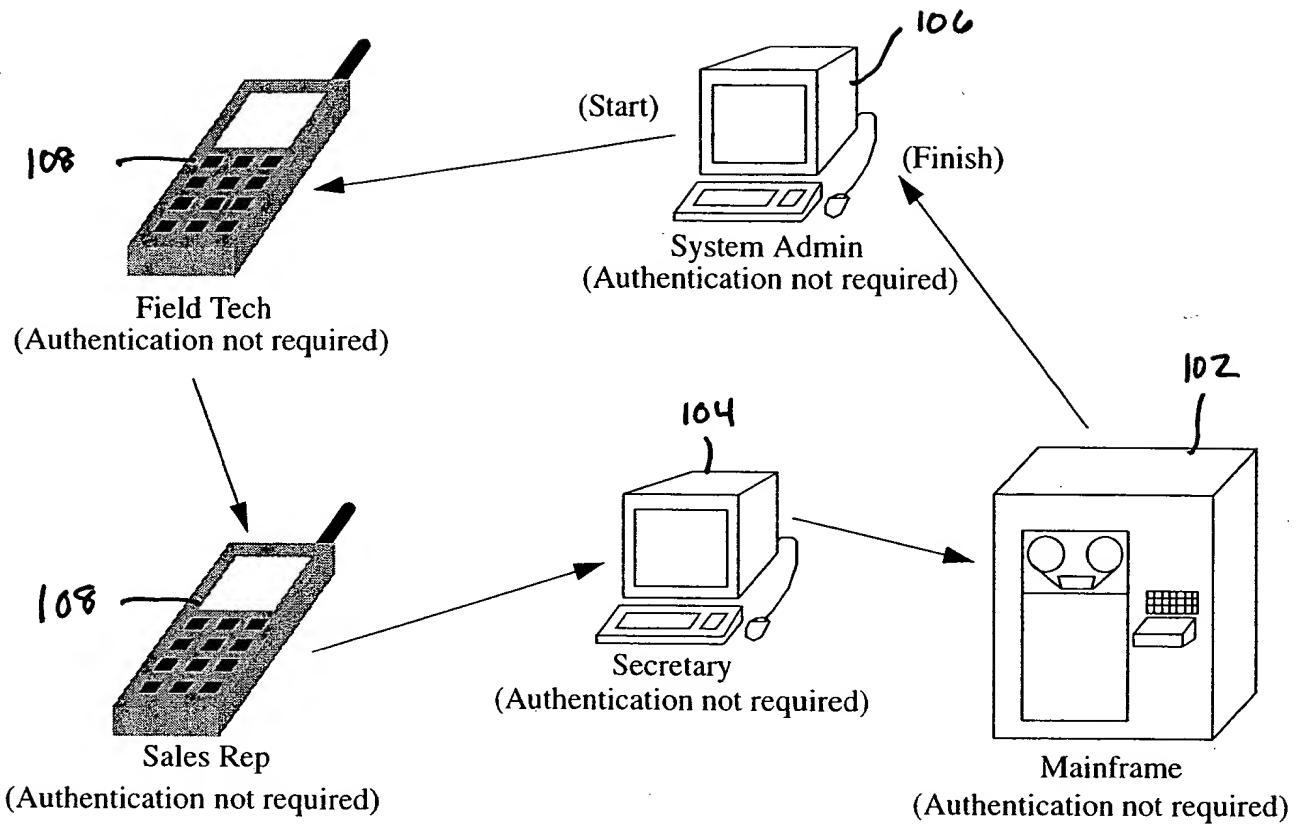 106
(Start)
108
(Finish)
System Admin
(Authentication not required)
Field Tech
(Authentication not required)
102
104
108
Secretary
(Authentication not required)
Sales Rep
(Authentication not required)
Mainframe
(Authentication not required)